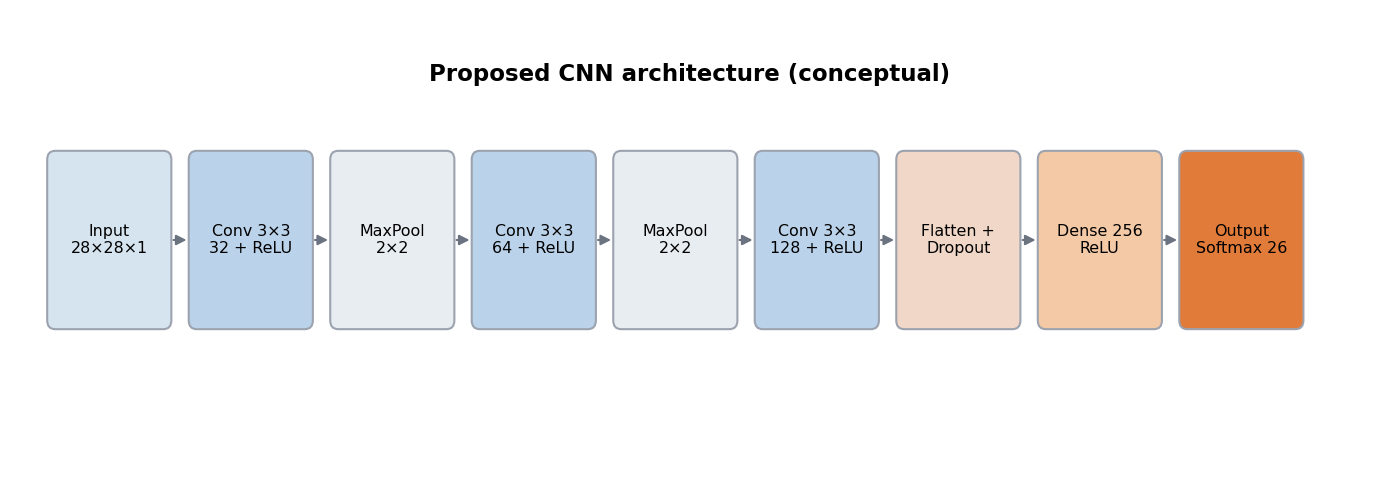 Proposed CNN architecture (conceptual)
Input
28×28×1
Conv 3×3
32 + ReLU
MaxPool
2×2
Conv 3×3
64 + ReLU
MaxPool
2×2
Conv 3×3
128 + ReLU
Flatten +
Dropout
Dense 256
ReLU
Output
Softmax 26